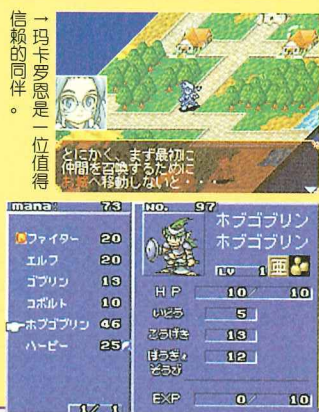 →玛卡罗恩是一位值得
信赖的同伴。
とにかく、まず最初に
仲間を召喚するために
へ移動しないと・・・
mana: 73
ファイター 20
エルフ 20
ゴブリン 13
コボルト 10
ホブゴブリン 46
ハーピー 25
1/ 1
NO. 97
ホブゴブリン
ホブゴブリン
LV 1 亜
HP 10/ 10
いどう 5
こうげき 13
ぼうぎょ 12
そうび
EXP 0/ 10